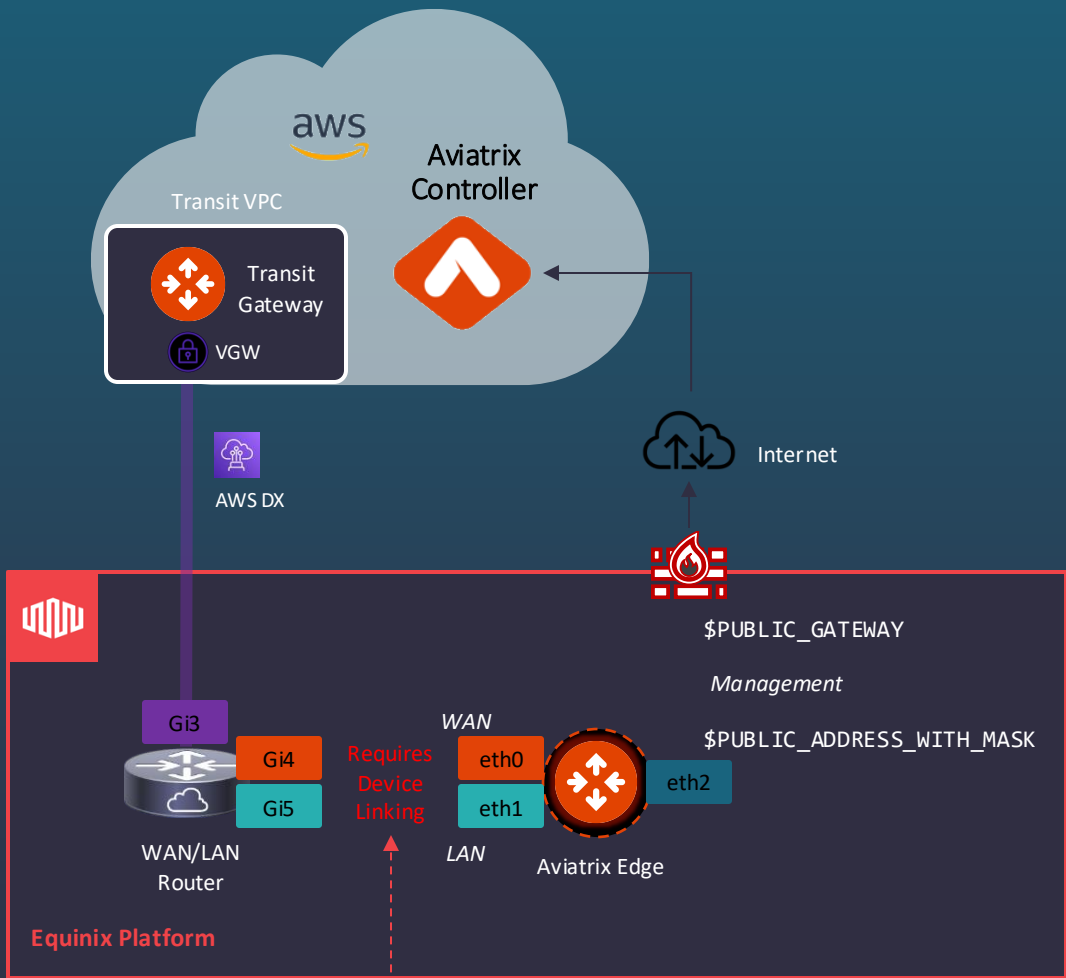 aws
Aviatrix
Controller
Transit VPC
Transit
Gateway
VGW
AWS DX
Internet
$PUBLIC_GATEWAY
Management
$PUBLIC_ADDRESS_WITH_MASK
Gi3
WAN
Gi4
Requires
Device
Linking
eth0
eth2
Gi5
eth1
LAN
WAN/LAN
Router
Aviatrix Edge
Equinix Platform